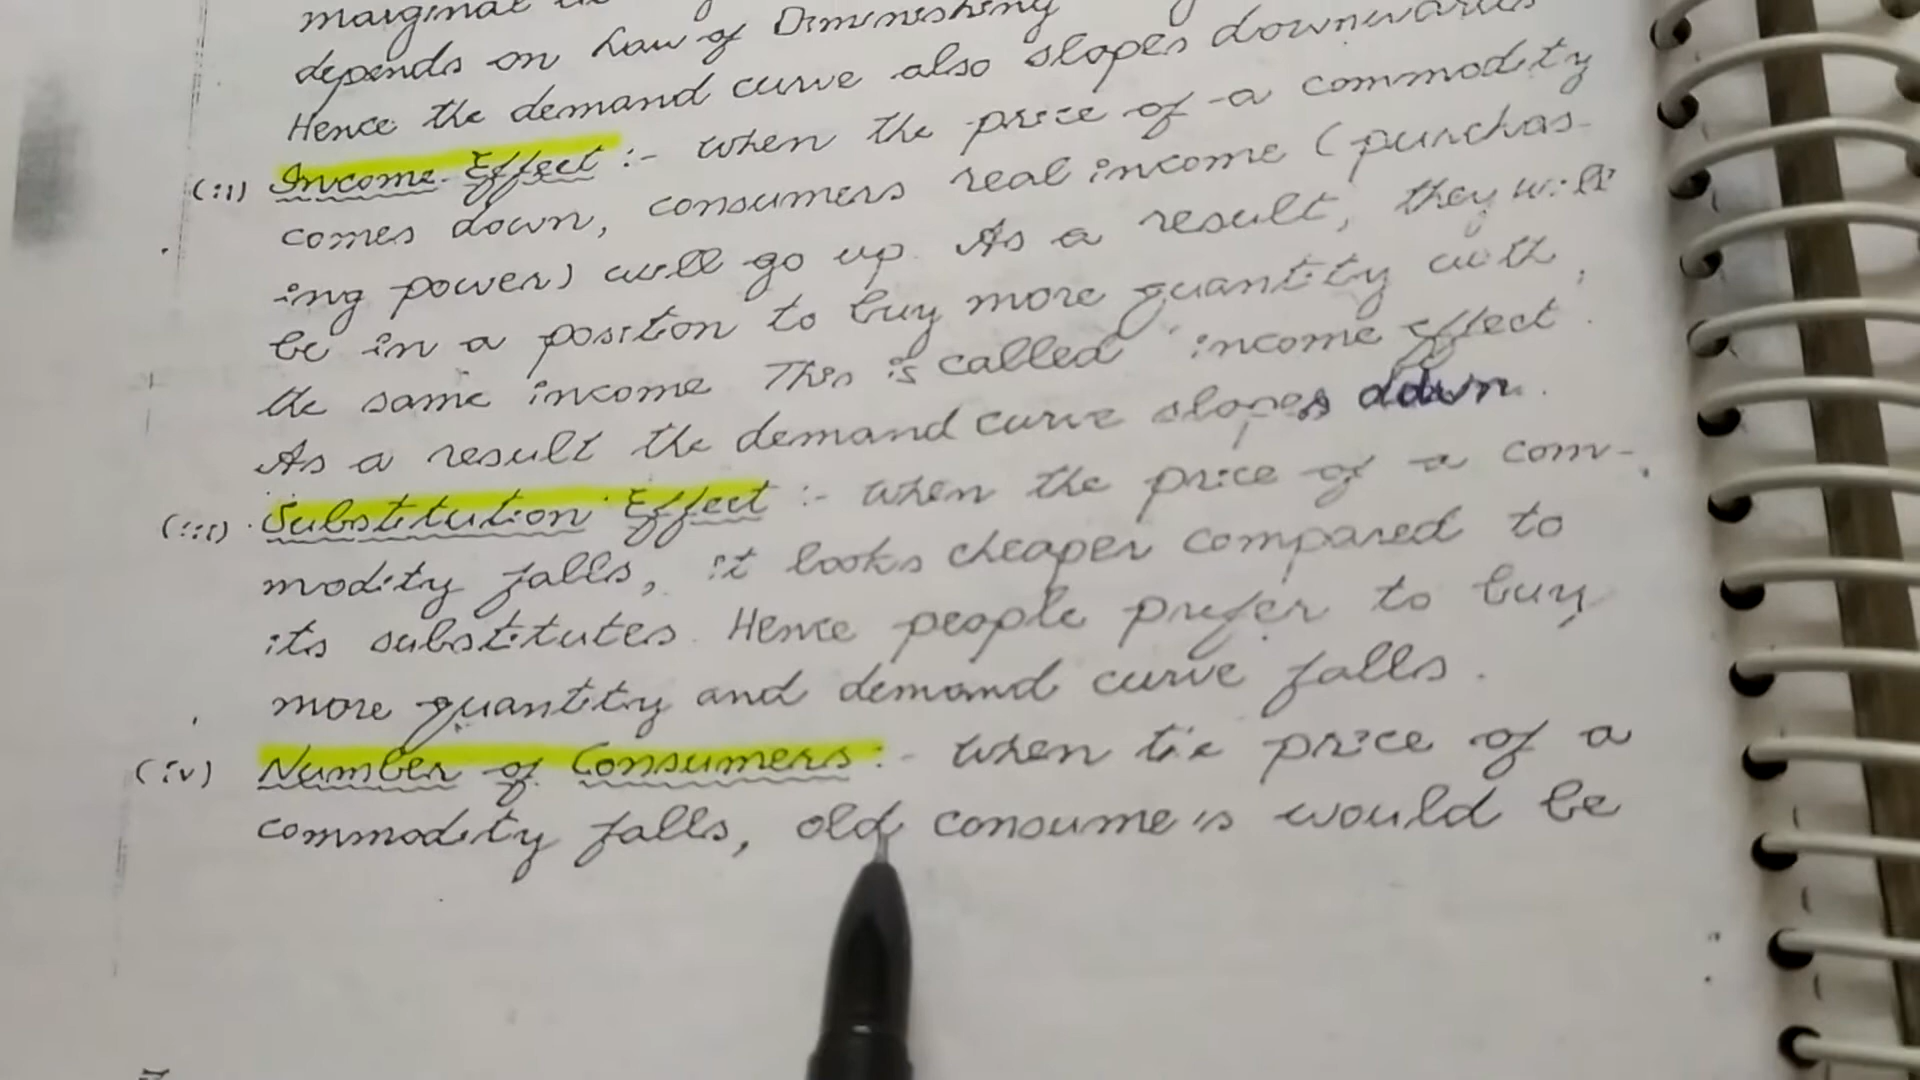 marginal
depends on Law of Diminishing
Hence the demand curve also slopes downwards
(ii) Income Effect :- When the price of a commodity
comes down, consumers real income (purchas-
ing power) will go up. As a result, they will
be in a position to buy more quantity with
the same income This is called 'income effect.
As a result the demand curve slopes down.
(iii) Substitution Effect :- When the price of a com-
modity falls, it looks cheaper compared to
its substitutes. Hence people prefer to buy
more quantity and demand curve falls.
(iv) Number of Consumers :- When the price of a
commodity falls, old consumers would be